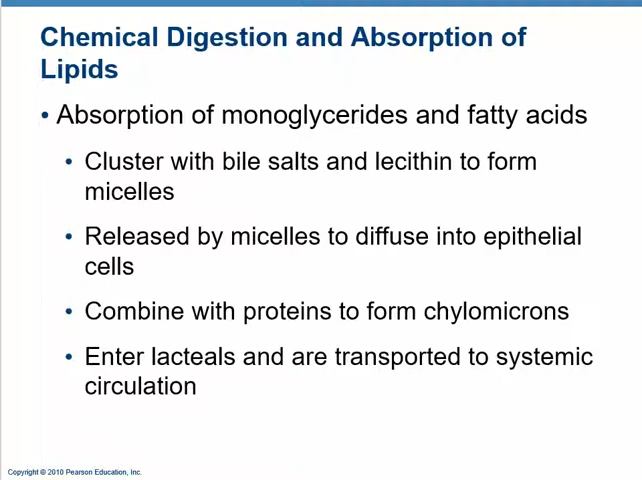 Chemical Digestion and Absorption of
Lipids
• Absorption of monoglycerides and fatty acids
• Cluster with bile salts and lecithin to form
micelles
• Released by micelles to diffuse into epithelial
cells
• Combine with proteins to form chylomicrons
• Enter lacteals and are transported to systemic
circulation
Copyright © 2010 Pearson Education, Inc.